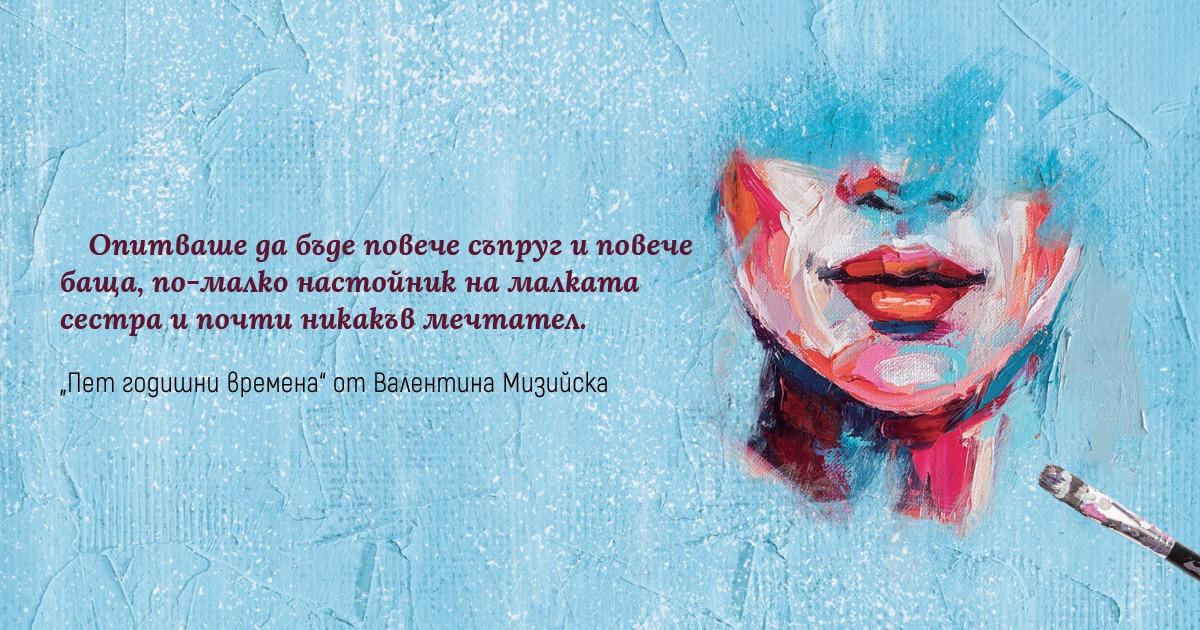 Опитваше да бъде повече съпруг и повече
баща, по-малко настойник на малката
сестра и почти никакъв мечтател.
„Пет годишни времена“ от Валентина Мизийска